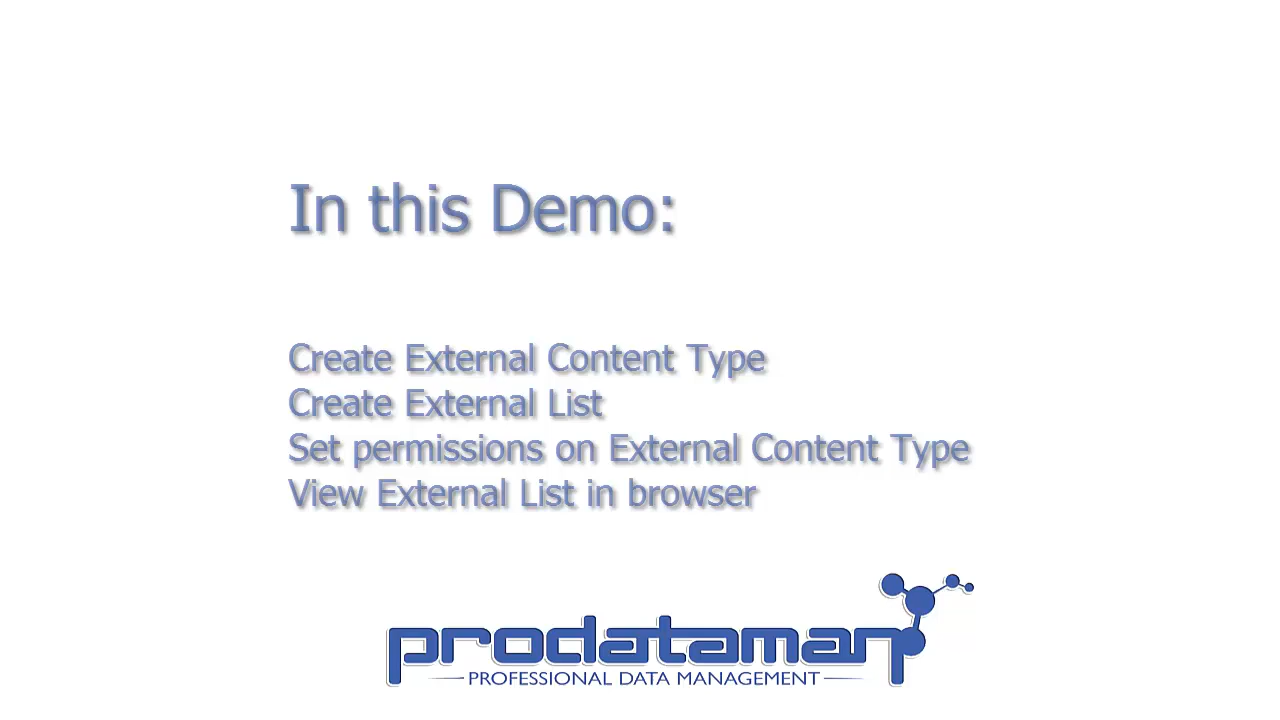 In this Demo:
Create External Content Type
Create External List
Set permissions on External Content Type
View External List in browser
prodataman
PROFESSIONAL DATA MANAGEMENT